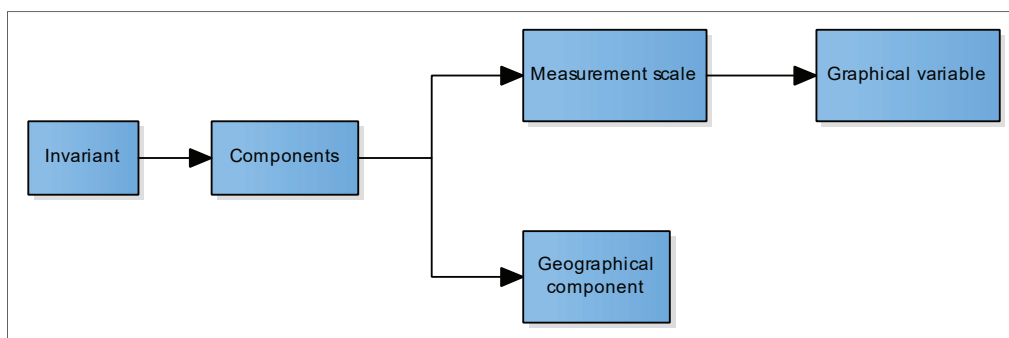 Measurement scale
Graphical variable
Invariant
Components
Geographical
component